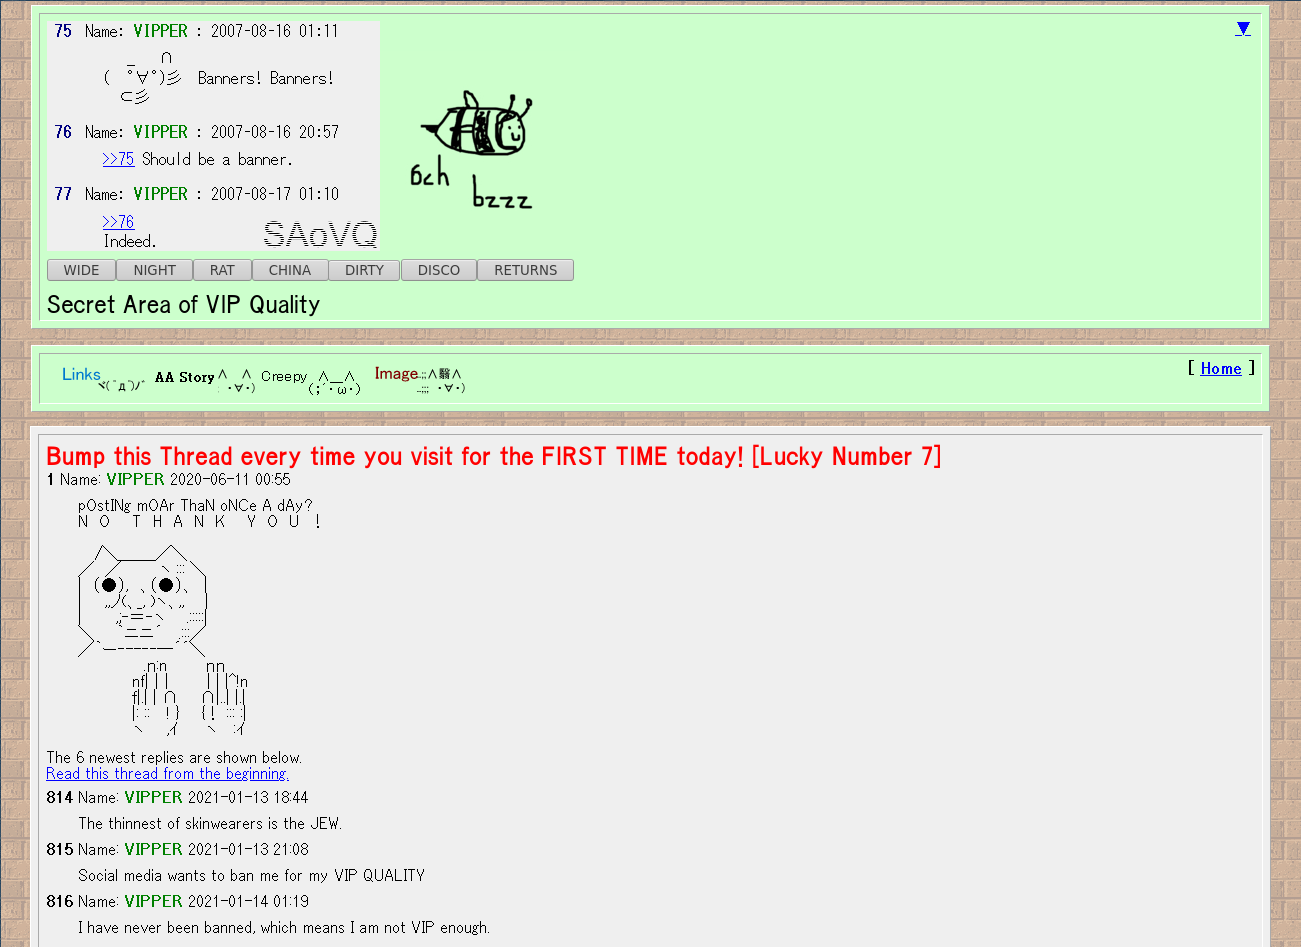 75 Name: VIPPER : 2007-08-16 01:11
Banners! Banners!
76 Name: VIPPER : 2007-08-16 20:57
>>75 Should be a banner.
77 Name: VIPPER : 2007-08-17 01:10
>>76
Indeed.
SAoVQ
6ch
bzzz
▼
WIDE NIGHT RAT CHINA DIRTY DISCO RETURNS
Secret Area of VIP Quality
Links AA Story Creepy Image
[ Home ]
Bump this Thread every time you visit for the FIRST TIME today! [Lucky Number 7]
1 Name: VIPPER 2020-06-11 00:55
pOstINg mOAr ThaN oNCe A dAy?
N O T H A N K Y O U !
The 6 newest replies are shown below.
Read this thread from the beginning.
814 Name: VIPPER 2021-01-13 18:44
The thinnest of skinwearers is the JEW.
815 Name: VIPPER 2021-01-13 21:08
Social media wants to ban me for my VIP QUALITY
816 Name: VIPPER 2021-01-14 01:19
I have never been banned, which means I am not VIP enough.